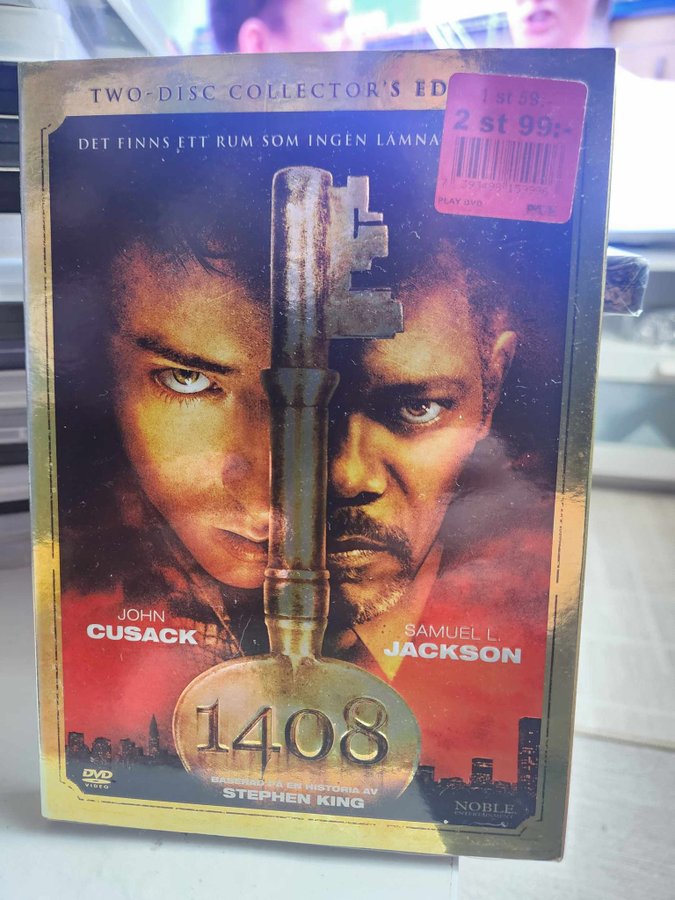 TWO-DISC COLLECTOR'S
DET FINNS ETT RUM SOM INGEN LÄMNA
1 st 59:-
2 st 99:-
PLAY DVD
JOHN
CUSACK
SAMUEL L.
JACKSON
1408
BASERAD PÅ EN HISTORIA AV
STEPHEN KING
DVD
VIDEO
NOBLE
ENTERTAINMENT